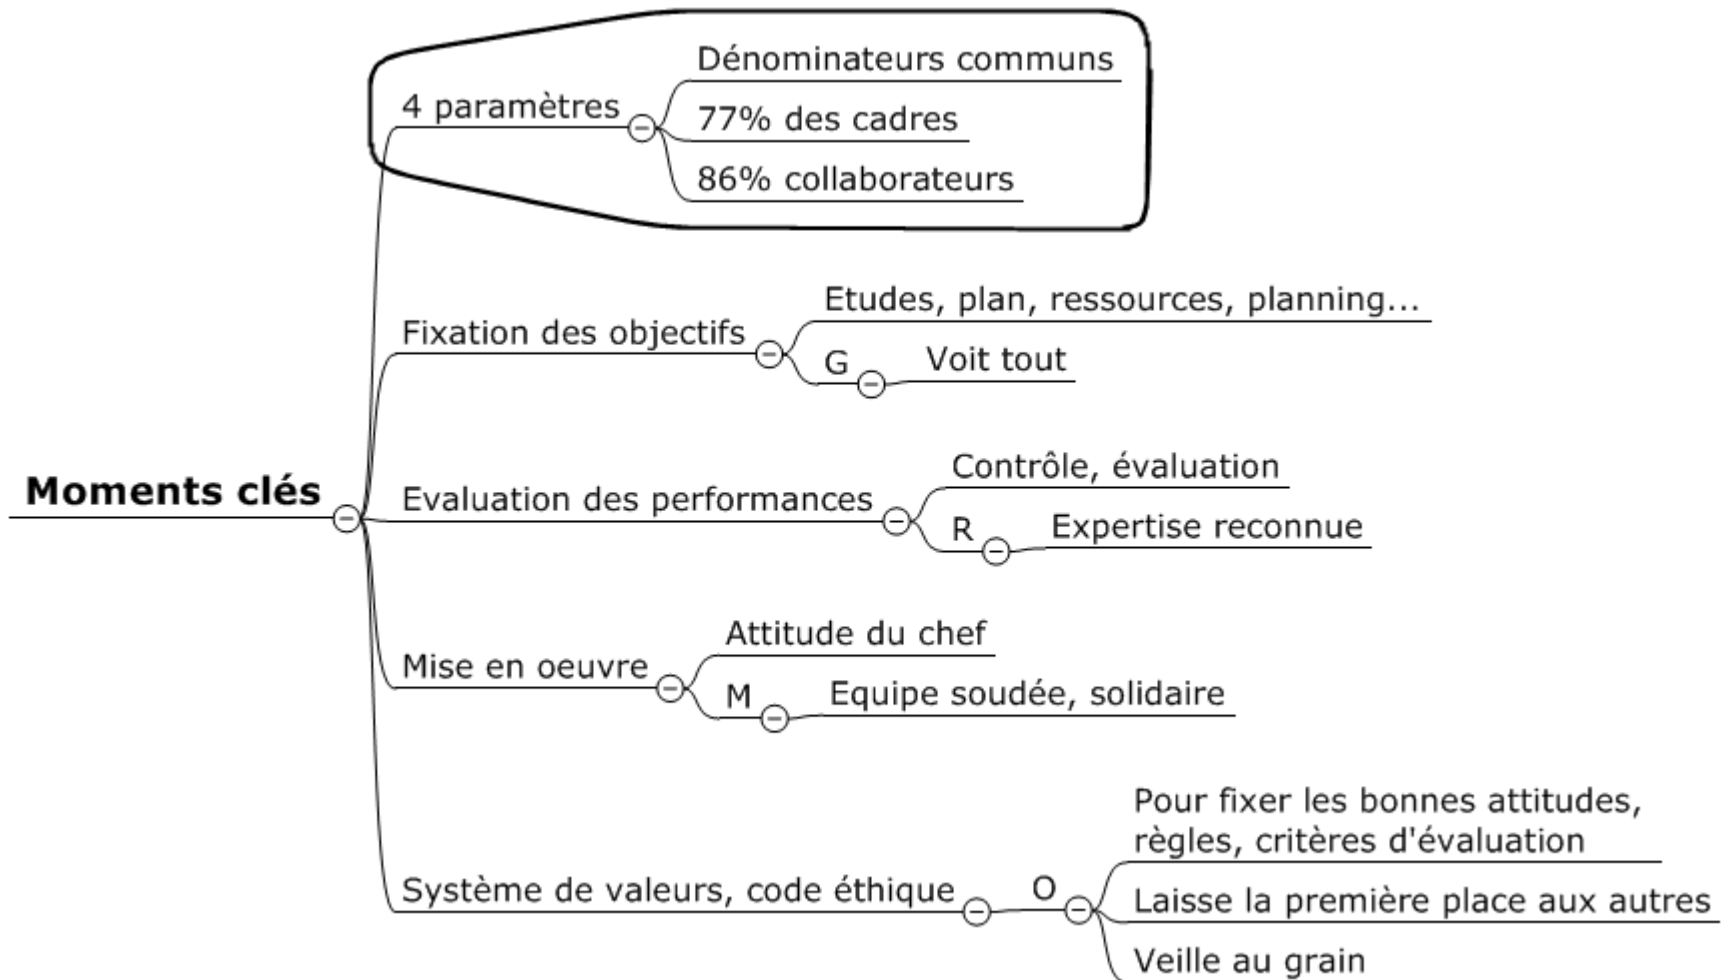 Moments clés
4 paramètres
Dénominateurs communs
77% des cadres
86% collaborateurs
Fixation des objectifs
Etudes, plan, ressources, planning...
G
Voit tout
Evaluation des performances
Contrôle, évaluation
R
Expertise reconnue
Mise en oeuvre
Attitude du chef
M
Equipe soudée, solidaire
Système de valeurs, code éthique
O
Pour fixer les bonnes attitudes,
règles, critères d'évaluation
Laisse la première place aux autres
Veille au grain